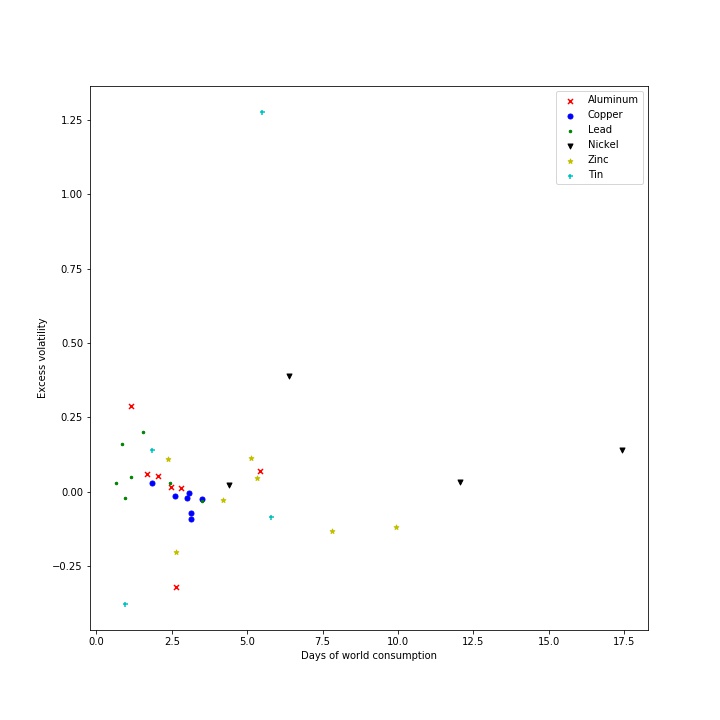 Aluminum
Copper
Lead
Nickel
Zinc
Tin
1.25
1.00
0.75
0.50
0.25
0.00
−0.25
Excess volatility
0.0 2.5 5.0 7.5 10.0 12.5 15.0 17.5
Days of world consumption